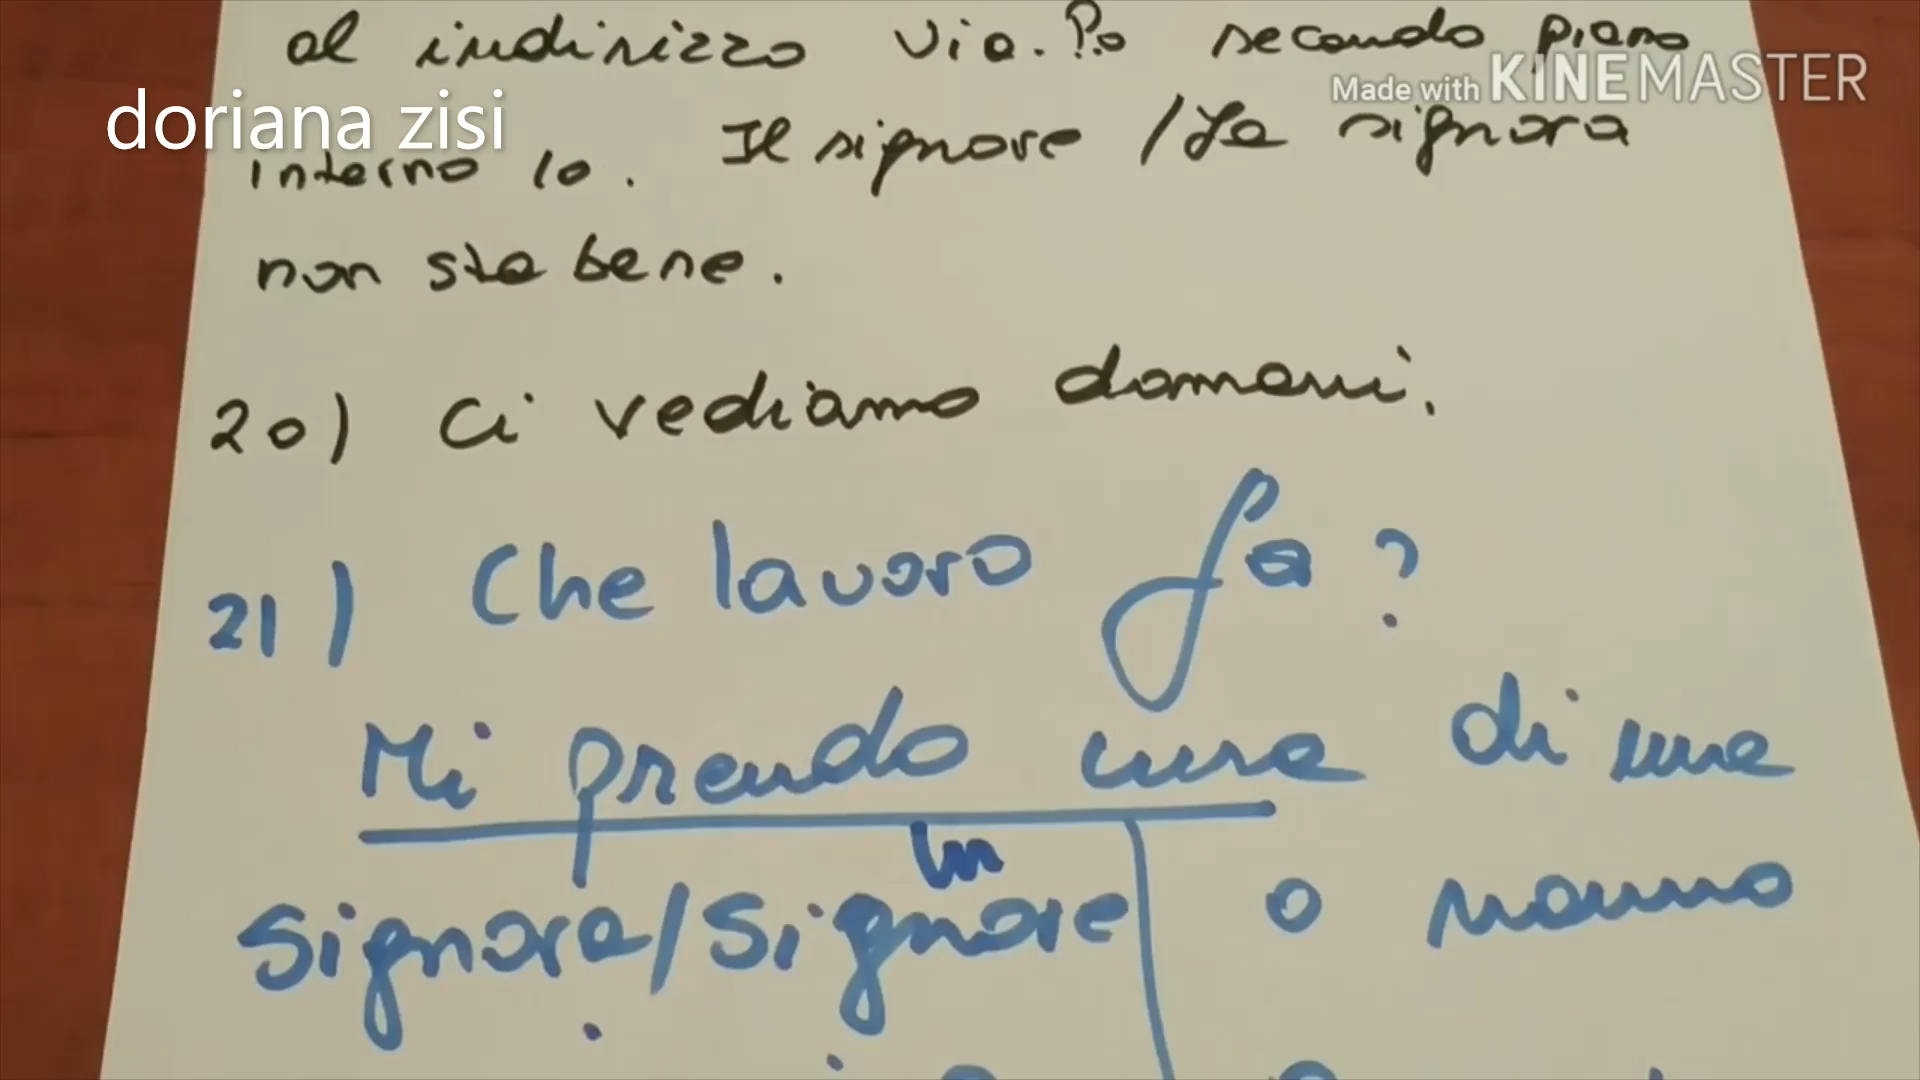 al indirizzo via. Po secondo piano
Made with KINEMASTER
doriana zisi
interno 10. Il signore / La signora
non sta bene.
20) Ci vediamo domani.
21) Che lavoro fa?
Mi prendo cura di una
un
signora/signore o nonno